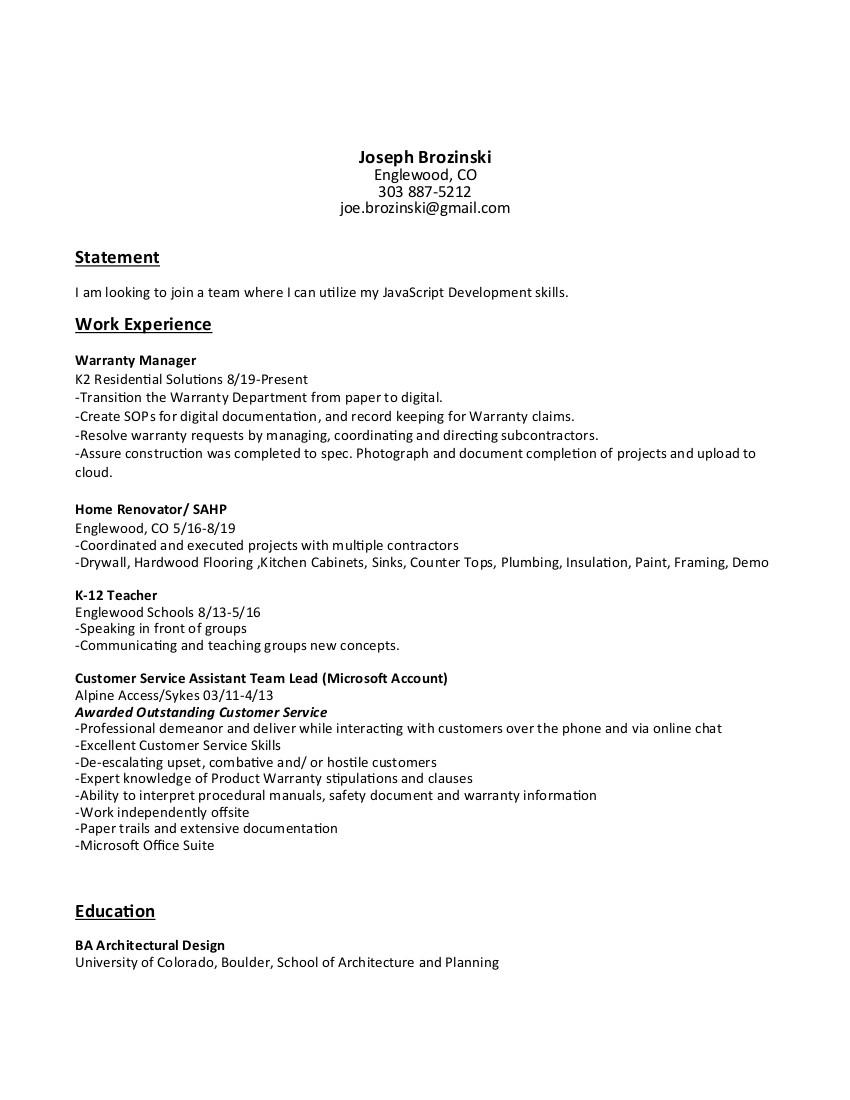 Joseph Brozinski
Englewood, CO
303 887-5212
joe.brozinski@gmail.com
Statement
I am looking to join a team where I can utilize my JavaScript Development skills.
Work Experience
Warranty Manager
K2 Residential Solutions 8/19-Present
-Transition the Warranty Department from paper to digital.
-Create SOPs for digital documentation, and record keeping for Warranty claims.
-Resolve warranty requests by managing, coordinating and directing subcontractors.
-Assure construction was completed to spec. Photograph and document completion of projects and upload to
cloud.
Home Renovator/ SAHP
Englewood, CO 5/16-8/19
-Coordinated and executed projects with multiple contractors
-Drywall, Hardwood Flooring ,Kitchen Cabinets, Sinks, Counter Tops, Plumbing, Insulation, Paint, Framing, Demo
K-12 Teacher
Englewood Schools 8/13-5/16
-Speaking in front of groups
-Communicating and teaching groups new concepts.
Customer Service Assistant Team Lead (Microsoft Account)
Alpine Access/Sykes 03/11-4/13
Awarded Outstanding Customer Service
-Professional demeanor and deliver while interacting with customers over the phone and via online chat
-Excellent Customer Service Skills
-De-escalating upset, combative and/ or hostile customers
-Expert knowledge of Product Warranty stipulations and clauses
-Ability to interpret procedural manuals, safety document and warranty information
-Work independently offsite
-Paper trails and extensive documentation
-Microsoft Office Suite
Education
BA Architectural Design
University of Colorado, Boulder, School of Architecture and Planning